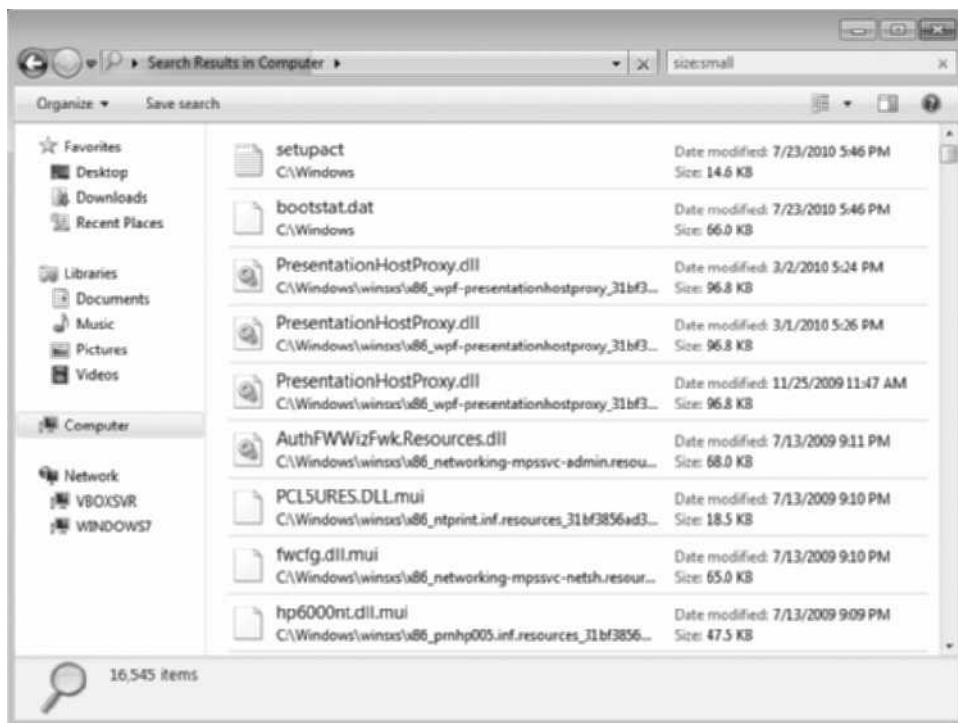 Search Results in Computer
size:small
Organize
Save search
Favorites
Desktop
Downloads
Recent Places
Libraries
Documents
Music
Pictures
Videos
Computer
Network
VBOXSVR
WINDOWS7
setupact
C:\Windows
Date modified: 7/23/2010 5:46 PM
Size: 14.6 KB
bootstat.dat
C:\Windows
Date modified: 7/23/2010 5:46 PM
Size: 66.0 KB
PresentationHostProxy.dll
C:\Windows\winsxs\x86_wpf-presentationhostproxy_31bf3...
Date modified: 3/2/2010 5:24 PM
Size: 96.8 KB
PresentationHostProxy.dll
C:\Windows\winsxs\x86_wpf-presentationhostproxy_31bf3...
Date modified: 3/1/2010 5:26 PM
Size: 96.8 KB
PresentationHostProxy.dll
C:\Windows\winsxs\x86_wpf-presentationhostproxy_31bf3...
Date modified: 11/25/2009 11:47 AM
Size: 96.8 KB
AuthFWWizFwk.Resources.dll
C:\Windows\winsxs\x86_networking-mpssvc-admin.resou...
Date modified: 7/13/2009 9:11 PM
Size: 68.0 KB
PCL5URES.DLL.mui
C:\Windows\winsxs\x86_ntprint.inf.resources_31bf3856ad3...
Date modified: 7/13/2009 9:10 PM
Size: 18.5 KB
fwcfg.dll.mui
C:\Windows\winsxs\x86_networking-mpssvc-netsh.resour...
Date modified: 7/13/2009 9:10 PM
Size: 65.0 KB
hp6000nt.dll.mui
C:\Windows\winsxs\x86_prnhp005.inf.resources_31bf3856...
Date modified: 7/13/2009 9:09 PM
Size: 47.5 KB
16,545 items